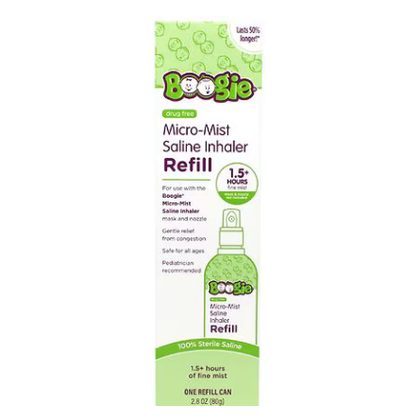 Lasts 50%
longer!*
Boogie
drug free
Micro-Mist
Saline Inhaler
Refill
1.5+
HOURS
fine mist
For use with the
Boogie®
Micro-Mist
Saline Inhaler
mask and nozzle
Gentle relief
from congestion
Safe for all ages
Pediatrician
recommended
Boogie
drug free
Micro-Mist
Saline
Inhaler
Refill
100% Sterile Saline
1.5+ hours
of fine mist
ONE REFILL CAN
2.8 OZ (80g)